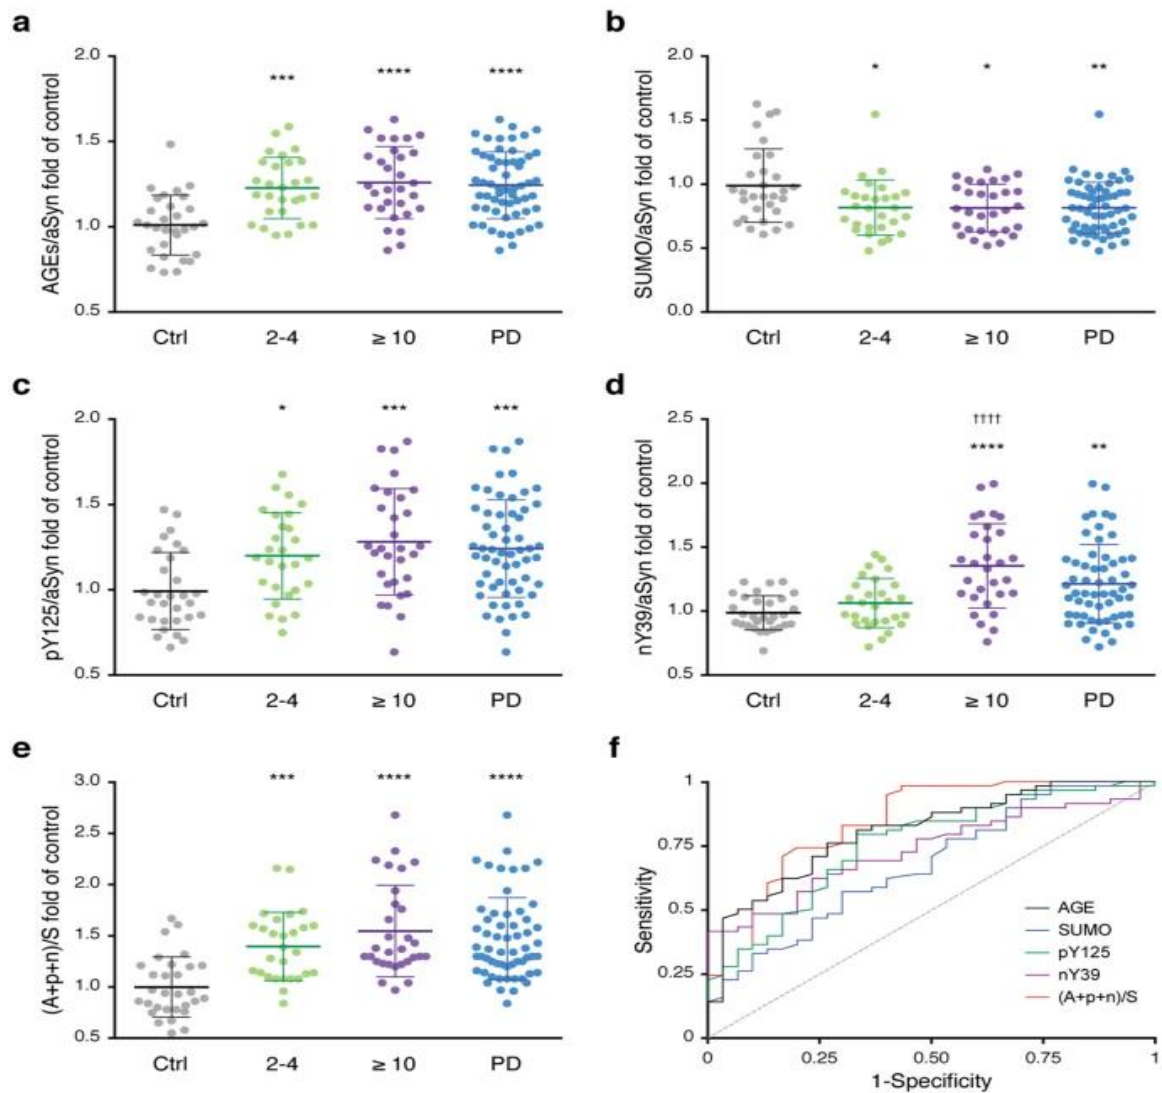 a
AGEs/aSyn fold of control
2.0
1.5
1.0
0.5
*** **** ****
Ctrl 2-4 ≥ 10 PD
b
SUMO/aSyn fold of control
2.0
1.5
1.0
0.5
0.0
* * **
Ctrl 2-4 ≥ 10 PD
c
pY125/aSyn fold of control
2.0
1.5
1.0
0.5
* *** ***
Ctrl 2-4 ≥ 10 PD
d
nY39/aSyn fold of control
2.5
2.0
1.5
1.0
0.5
††††
**** **
Ctrl 2-4 ≥ 10 PD
e
(A+p+n)/S fold of control
3.0
2.5
2.0
1.5
1.0
0.5
*** **** ****
Ctrl 2-4 ≥ 10 PD
f
Sensitivity
1
0.75
0.5
0.25
0
AGE
SUMO
pY125
nY39
(A+p+n)/S
0 0.25 0.50 0.75 1
1-Specificity